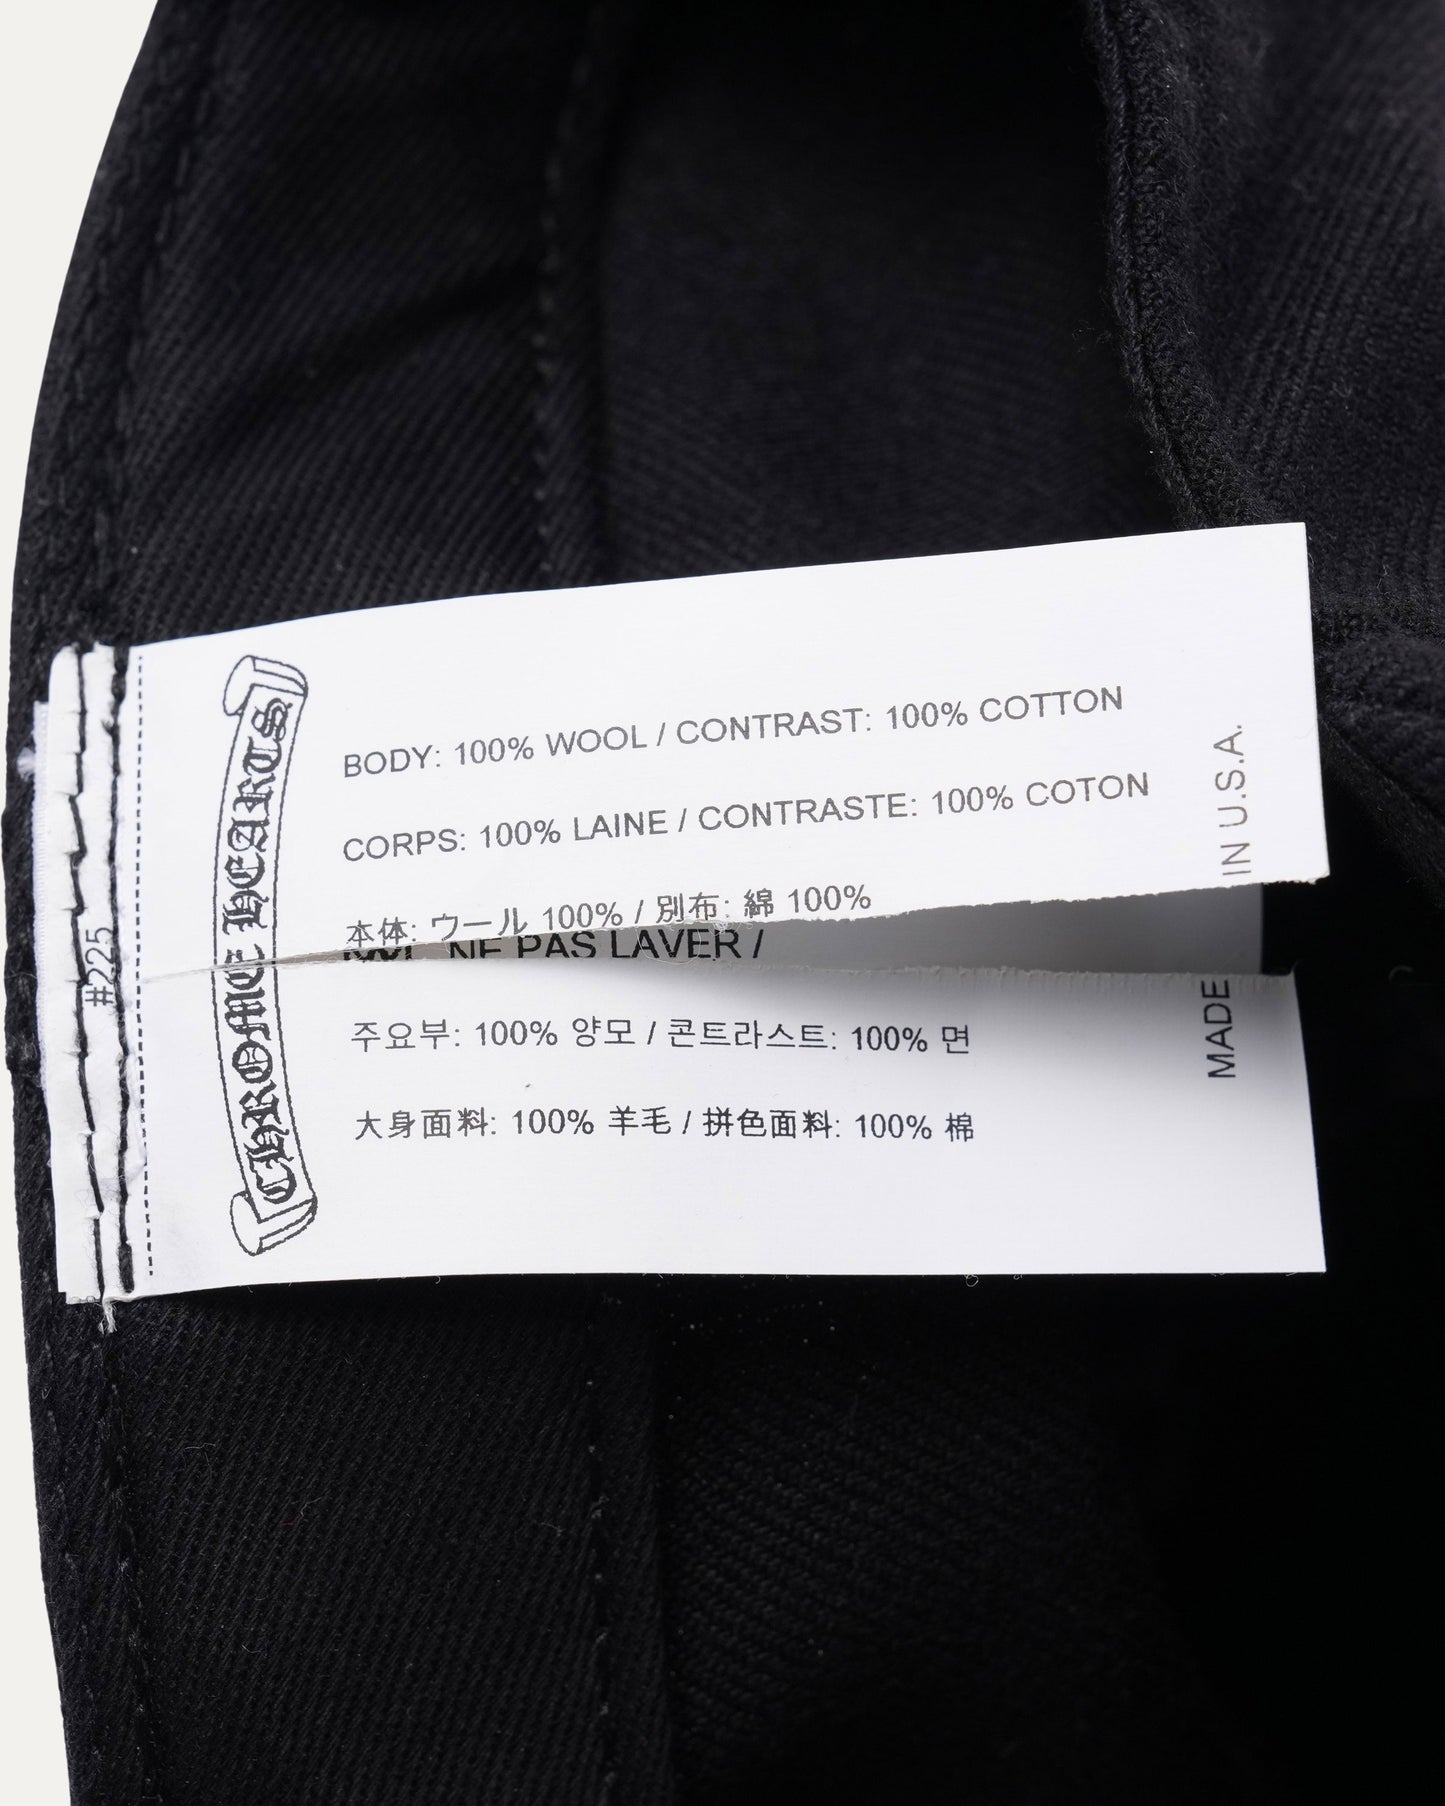 CHROME HEARTS
#225
BODY: 100% WOOL / CONTRAST: 100% COTTON
CORPS: 100% LAINE / CONTRASTE: 100% COTON
本体: ウール 100% / 別布: 綿 100%
NE PAS LAVER /
주요부: 100% 양모 / 콘트라스트: 100% 면
大身面料: 100% 羊毛 / 拼色面料: 100% 棉
MADE IN U.S.A.